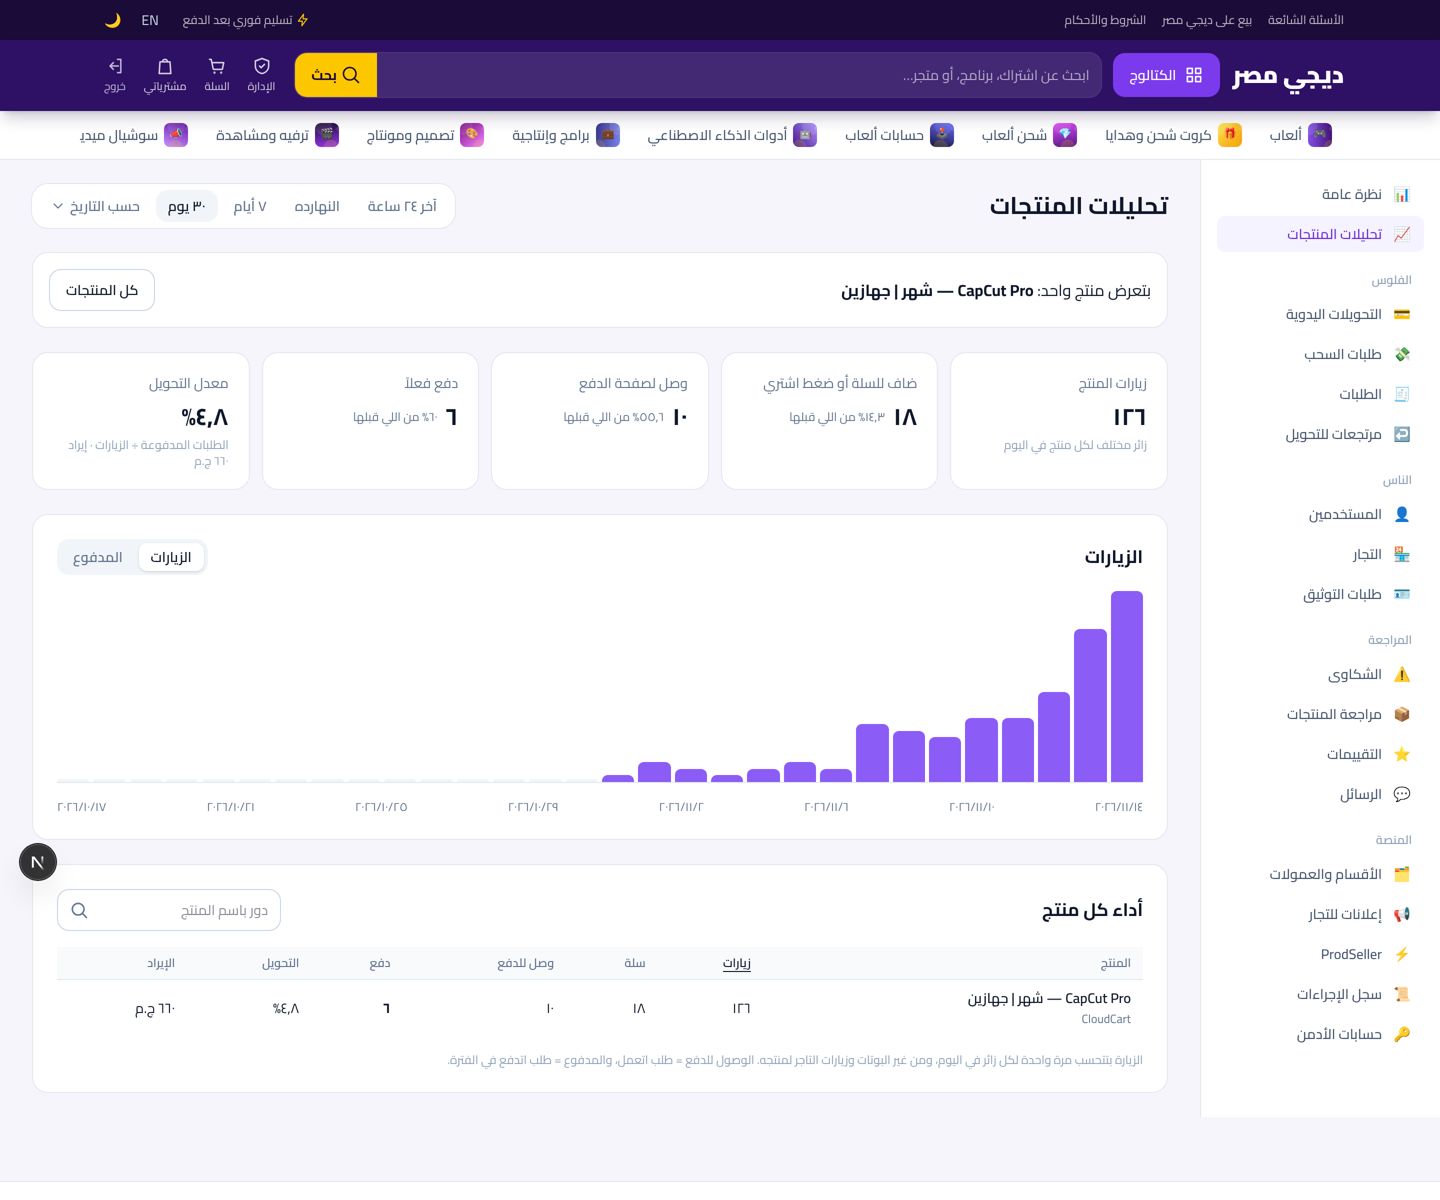 الأسئلة الشائعة
بيع على ديجي مصر
الشروط والأحكام
تسليم فوري بعد الدفع
EN
ديجي مصر
الكتالوج
ابحث عن اشتراك، برنامج، أو متجر...
بحث
الإدارة
السلة
مشترياتي
خروج
ألعاب
كروت شحن وهدايا
شحن ألعاب
حسابات ألعاب
أدوات الذكاء الاصطناعي
برامج وإنتاجية
تصميم ومونتاج
ترفيه ومشاهدة
سوشيال ميديا
نظرة عامة
تحليلات المنتجات
الفلوس
التحويلات اليدوية
طلبات السحب
الطلبات
مرتجعات للتحويل
الناس
المستخدمين
التجار
طلبات التوثيق
المراجعة
الشكاوى
مراجعة المنتجات
التقييمات
الرسائل
المنصة
الأقسام والعمولات
إعلانات للتجار
ProdSeller
سجل الإجراءات
حسابات الأدمن
تحليلات المنتجات
آخر ٢٤ ساعة
النهارده
٧ أيام
٣٠ يوم
حسب التاريخ
بتعرض منتج واحد: CapCut Pro — شهر | جهازين
كل المنتجات
زيارات المنتج
١٢٦
زائر مختلف لكل منتج في اليوم
ضاف للسلة أو ضغط اشتري
١٨ ١٤٫٣% من اللي قبلها
وصل لصفحة الدفع
١٠ ٥٥٫٦% من اللي قبلها
دفع فعلاً
٦ ٦٠% من اللي قبلها
معدل التحويل
٤٫٨%
الطلبات المدفوعة ÷ الزيارات · إيراد
٦٦٠ ج.م
الزيارات
الزيارات
المدفوع
٢٠٢٦/١٠/١٧ ٢٠٢٦/١٠/٢١ ٢٠٢٦/١٠/٢٥ ٢٠٢٦/١٠/٢٩ ٢٠٢٦/١١/٢ ٢٠٢٦/١١/٦ ٢٠٢٦/١١/١٠ ٢٠٢٦/١١/١٤
N
أداء كل منتج
دور باسم المنتج
المنتج زيارات سلة وصل للدفع دفع التحويل الإيراد
CapCut Pro — شهر | جهازين ١٢٦ ١٨ ١٠ ٦ ٤٫٨% ٦٦٠ ج.م
CloudCart
الزيارة بتتحسب مرة واحدة لكل زائر في اليوم، ومن غير البوتات وزيارات التاجر لمنتجه. الوصول للدفع = طلب اتعمل، والمدفوع = طلب اتدفع في الفترة.